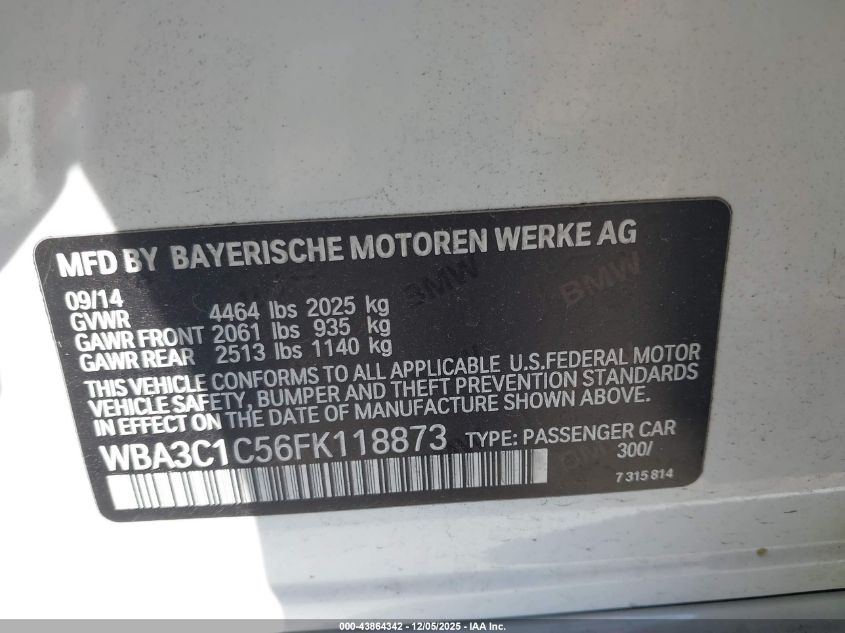 MFD BY BAYERISCHE MOTOREN WERKE AG
09/14
GVWR 4464 lbs 2025 kg
GAWR FRONT 2061 lbs 935 kg
GAWR REAR 2513 lbs 1140 kg
THIS VEHICLE CONFORMS TO ALL APPLICABLE U.S.FEDERAL MOTOR
VEHICLE SAFETY, BUMPER AND THEFT PREVENTION STANDARDS
IN EFFECT ON THE DATE OF MANUFACTURE SHOWN ABOVE.
WBA3C1C56FK118873 TYPE: PASSENGER CAR
300/
7 315 814
BMW
BMW
000-43864342 - 12/05/2025 - IAA Inc.